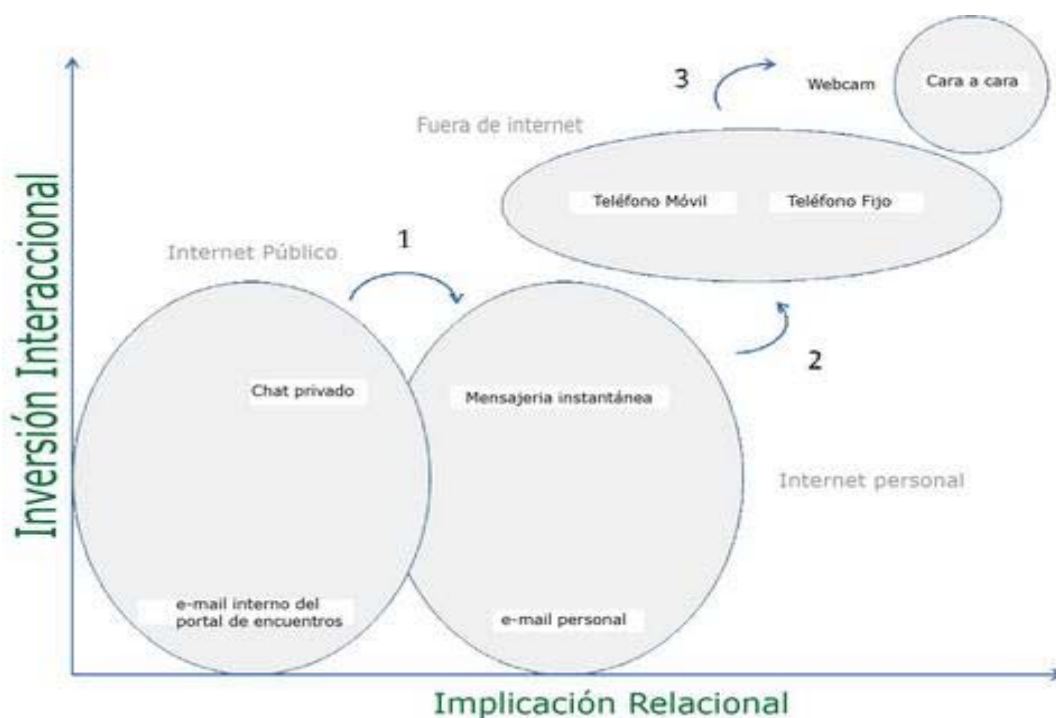 3
Webcam
Cara a cara
Fuera de internet
Teléfono Móvil
Teléfono Fijo
1
Internet Público
2
Chat privado
Mensajeria instantánea
Internet personal
e-mail interno del
portal de encuentros
e-mail personal
Inversión Interaccional
Implicación Relacional